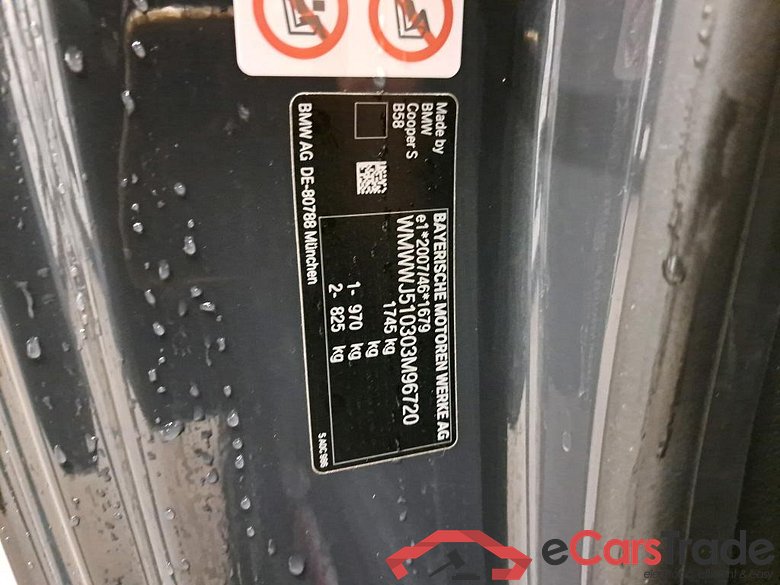 BAYERISCHE MOTOREN WERKE AG
e1*2007/46*1679
WMWWJ510303M96720
1745 kg
kg
1- 970 kg
2- 825 kg
Made by
BMW
Cooper S
B58
BMW AG DE-80788 München
eCarsTrade